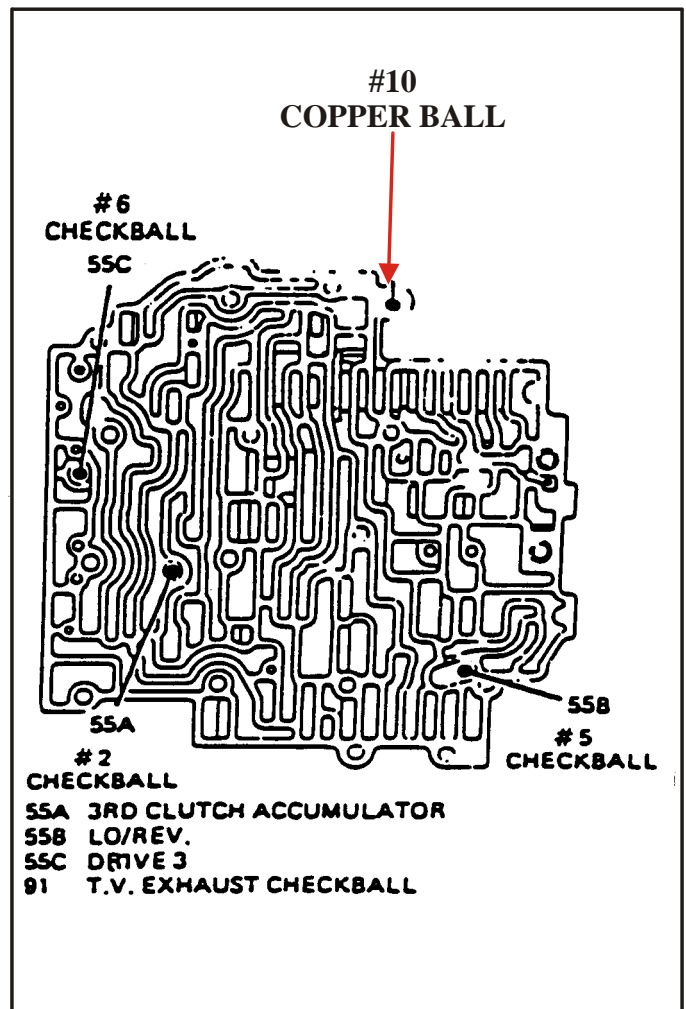 #10
COPPER BALL
#6
CHECKBALL
55C
55A
#2
CHECKBALL
55B
#5
CHECKBALL
55A 3RD CLUTCH ACCUMULATOR
55B LO/REV.
55C DRIVE 3
91 T.V. EXHAUST CHECKBALL